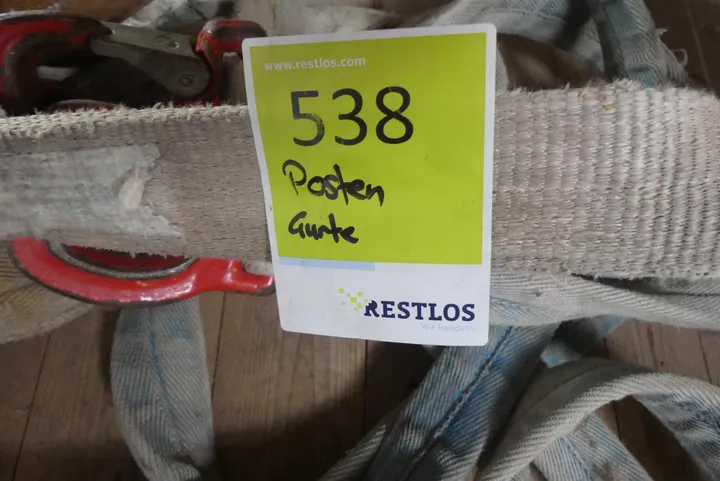 www.restlos.com
538
Posten
Gurte
RESTLOS
Wir handeln.